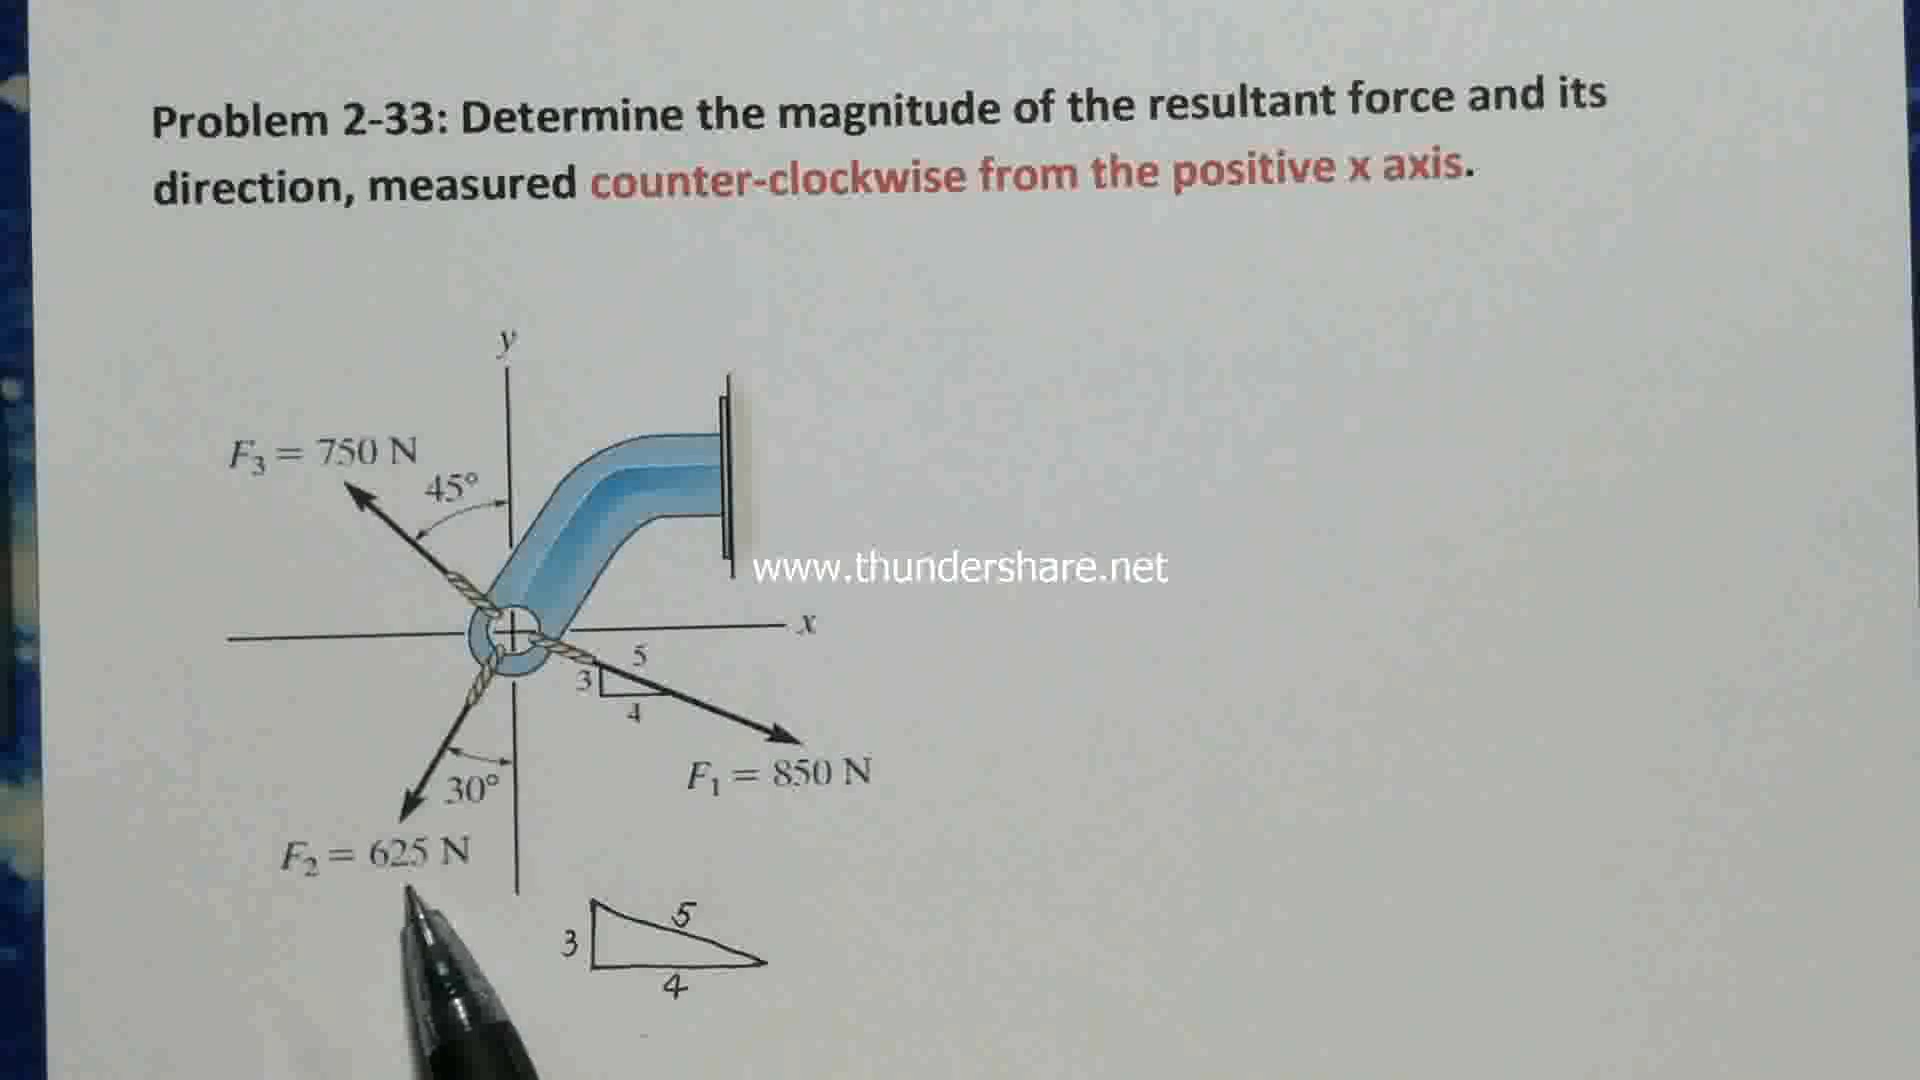 Problem 2-33: Determine the magnitude of the resultant force and its
direction, measured counter-clockwise from the positive x axis.
y
F₃ = 750 N
45°
www.thundershare.net
x
5
3
4
F₁ = 850 N
30°
F₂ = 625 N
5
3
4